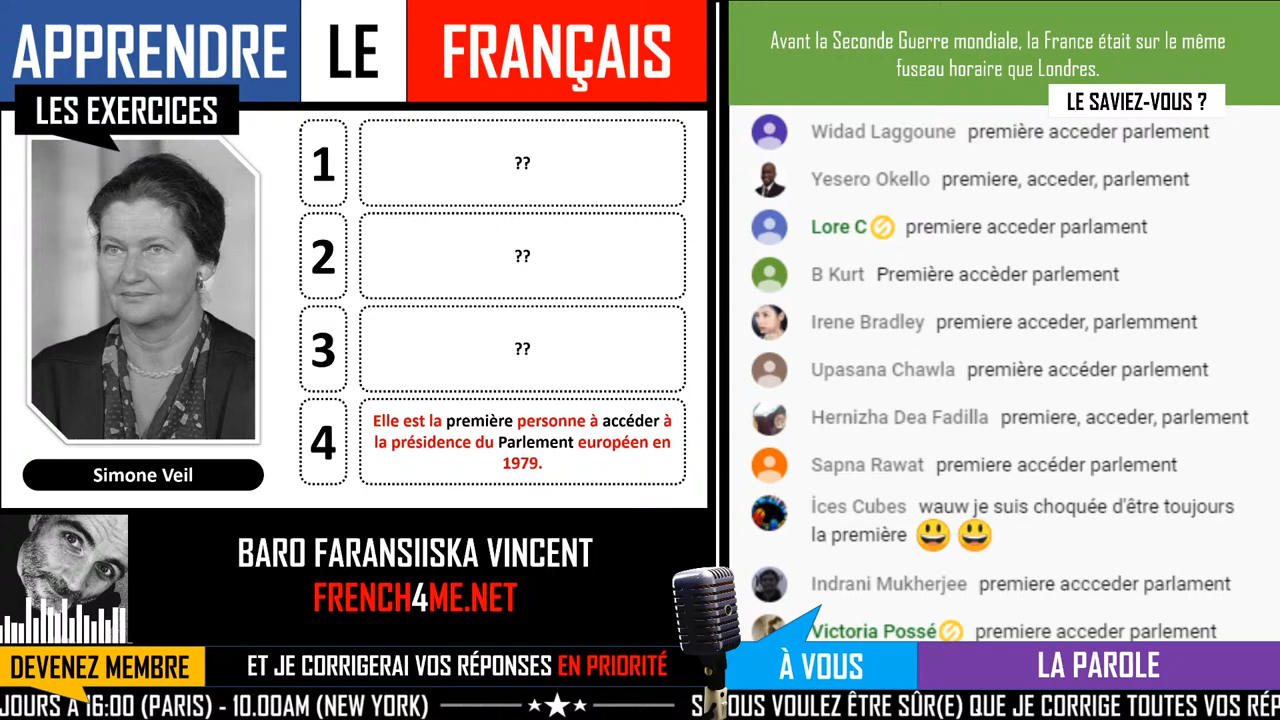 APPRENDRE LE FRANÇAIS
LES EXERCICES
1 ??
2 ??
3 ??
4 Elle est la première personne à accéder à
la présidence du Parlement européen en
1979.
Simone Veil
BARO FARANSIISKA VINCENT
FRENCH4ME.NET
DEVENEZ MEMBRE
ET JE CORRIGERAI VOS RÉPONSES EN PRIORITÉ
Avant la Seconde Guerre mondiale, la France était sur le même
fuseau horaire que Londres.
LE SAVIEZ-VOUS ?
Widad Laggoune première acceder parlement
Yesero Okello premiere, acceder, parlement
Lore C premiere acceder parlament
B Kurt Première accèder parlement
Irene Bradley premiere acceder, parlemment
Upasana Chawla première accéder parlement
Hernizha Dea Fadilla premiere, acceder, parlement
Sapna Rawat premiere accéder parlement
İces Cubes wauw je suis choquée d'être toujours
la première
Indrani Mukherjee premiere accceder parlament
Victoria Possé premiere acceder parlement
À VOUS LA PAROLE
JOURS À 16:00 (PARIS) - 10.00AM (NEW YORK) VOUS VOULEZ ÊTRE SÛR(E) QUE JE CORRIGE TOUTES VOS